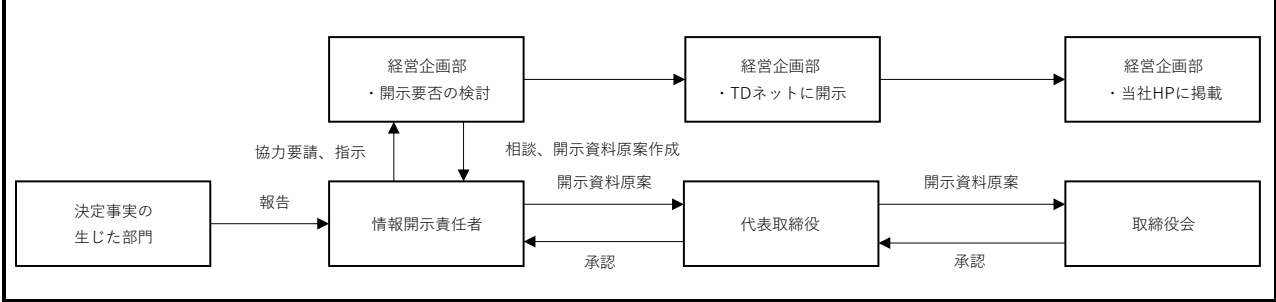 経営企画部
・開示要否の検討
経営企画部
・TDネットに開示
経営企画部
・当社HPに掲載
協力要請、指示
相談、開示資料原案作成
決定事実の
生じた部門
報告
情報開示責任者
開示資料原案
承認
代表取締役
開示資料原案
承認
取締役会